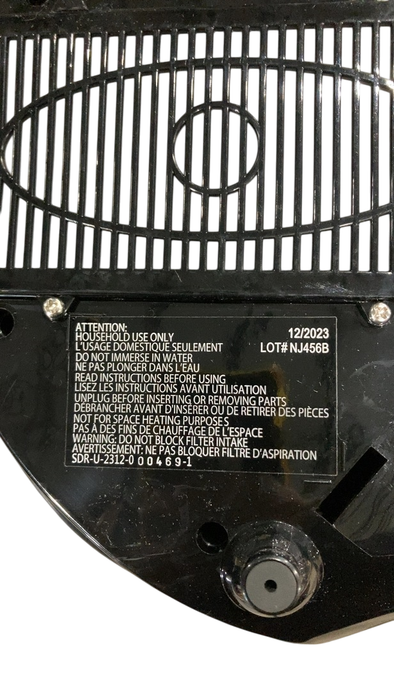 ATTENTION:
HOUSEHOLD USE ONLY
L'USAGE DOMESTIQUE SEULEMENT
DO NOT IMMERSE IN WATER
NE PAS PLONGER DANS L'EAU
READ INSTRUCTIONS BEFORE USING
LISEZ LES INSTRUCTIONS AVANT UTILISATION
UNPLUG BEFORE INSERTING OR REMOVING PARTS
DÉBRANCHER AVANT D'INSÉRER OU DE RETIRER DES PIÈCES
NOT FOR SPACE HEATING PURPOSES
PAS À DES FINS DE CHAUFFAGE DE L'ESPACE
WARNING: DO NOT BLOCK FILTER INTAKE
AVERTISSEMENT: NE PAS BLOQUER FILTRE D'ASPIRATION
SDR-U-2312-0 0 0 4 6 9-1
12/2023
LOT# NJ456B